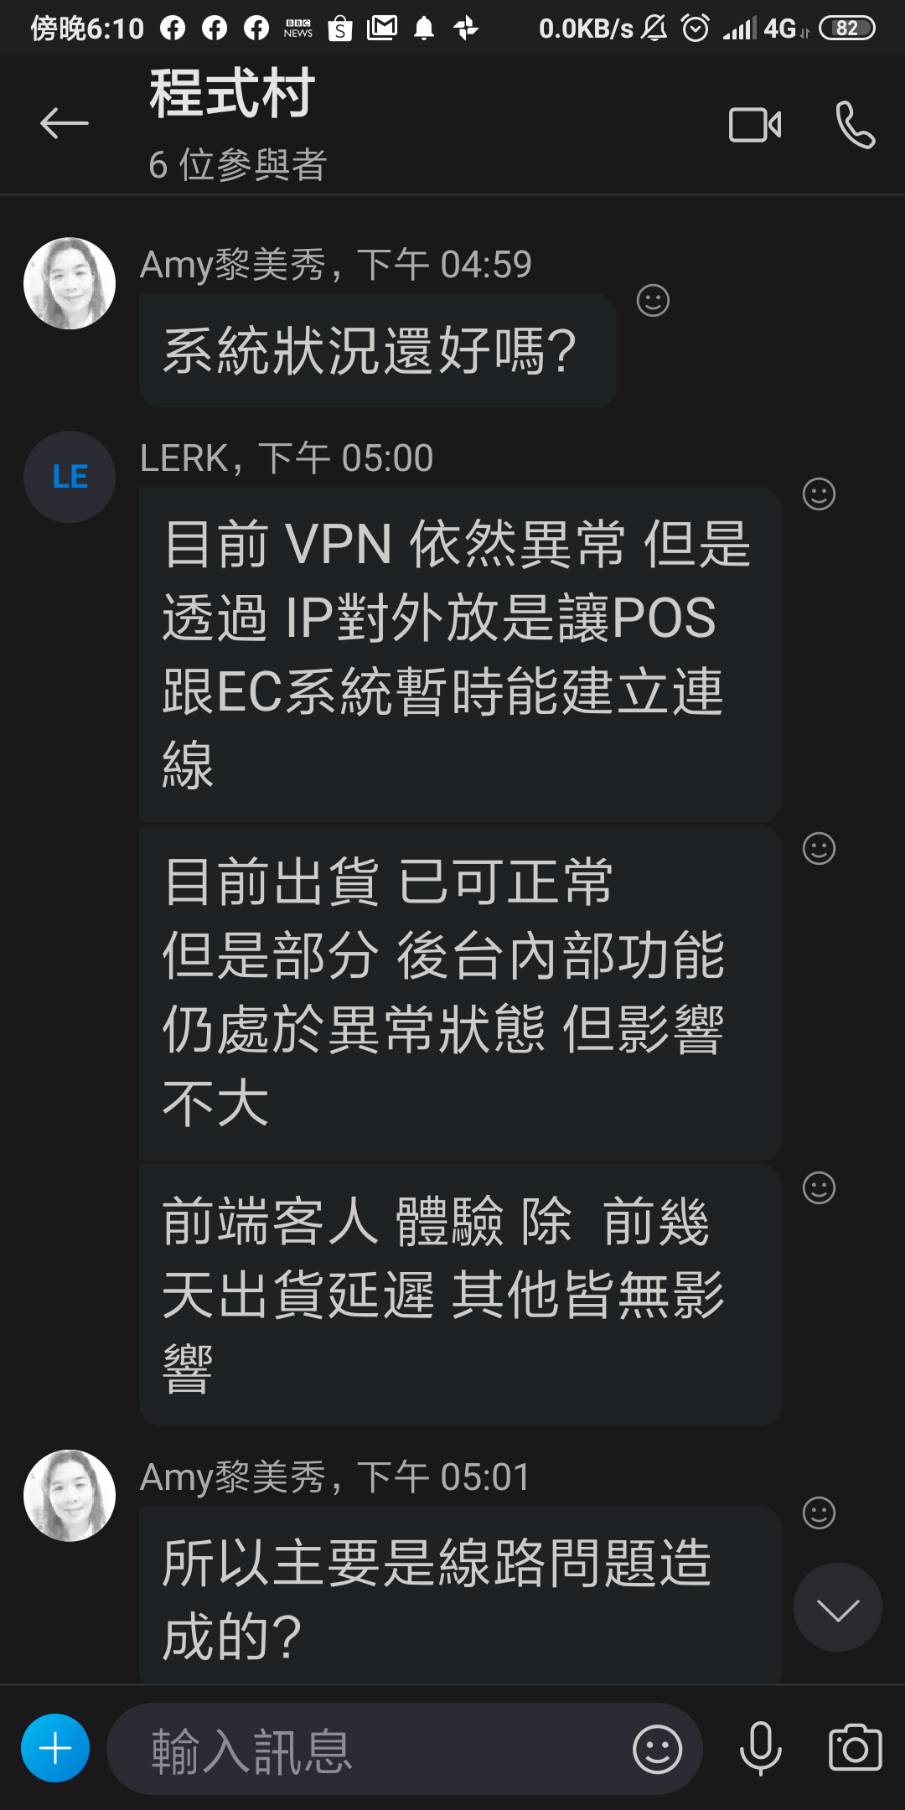 傍晚6:10
BBC
NEWS
S
0.0KB/s
4G
82
程式村
6 位參與者
Amy黎美秀, 下午 04:59
系統狀況還好嗎?
LE
LERK, 下午 05:00
目前 VPN 依然異常 但是
透過 IP對外放是讓POS
跟EC系統暫時能建立連
線
目前出貨 已可正常
但是部分 後台內部功能
仍處於異常狀態 但影響
不大
前端客人 體驗 除  前幾
天出貨延遲 其他皆無影
響
Amy黎美秀, 下午 05:01
所以主要是線路問題造
成的?
輸入訊息